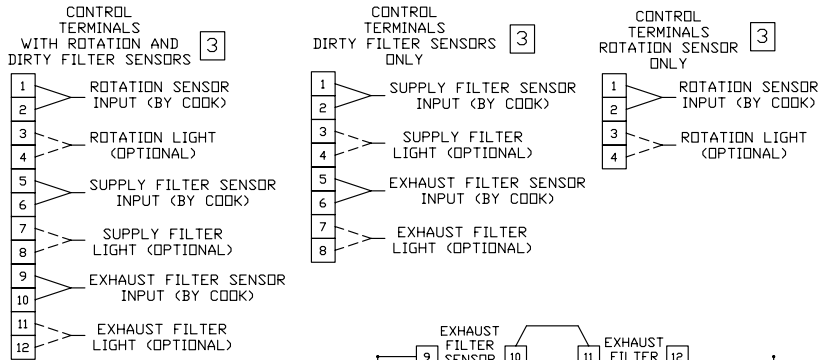 CONTROL
TERMINALS
WITH ROTATION AND
DIRTY FILTER SENSORS
3
1
2
ROTATION SENSOR
INPUT (BY COOK)
3
4
ROTATION LIGHT
(OPTIONAL)
5
6
SUPPLY FILTER SENSOR
INPUT (BY COOK)
7
8
SUPPLY FILTER
LIGHT (OPTIONAL)
9
10
EXHAUST FILTER SENSOR
INPUT (BY COOK)
11
12
EXHAUST FILTER
LIGHT (OPTIONAL)
CONTROL
TERMINALS
DIRTY FILTER SENSORS
ONLY
3
1
2
SUPPLY FILTER SENSOR
INPUT (BY COOK)
3
4
SUPPLY FILTER
LIGHT (OPTIONAL)
5
6
EXHAUST FILTER SENSOR
INPUT (BY COOK)
7
8
EXHAUST FILTER
LIGHT (OPTIONAL)
CONTROL
TERMINALS
ROTATION SENSOR
ONLY
3
1
2
ROTATION SENSOR
INPUT (BY COOK)
3
4
ROTATION LIGHT
(OPTIONAL)
EXHAUST
FILTER
9 SENSOR 10
EXHAUST
11 FILTER 12